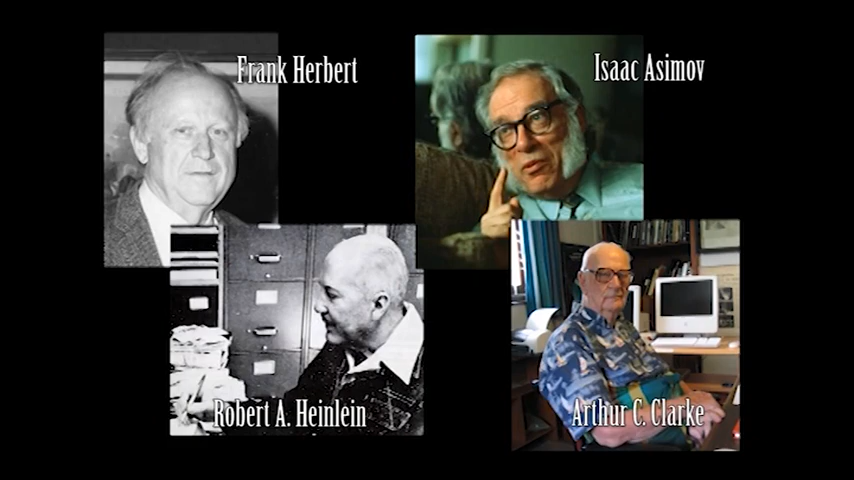 Frank Herbert
Isaac Asimov
Robert A. Heinlein
Arthur C. Clarke